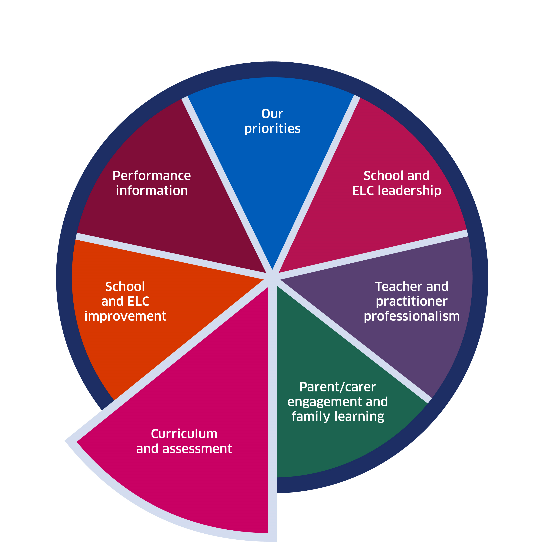 Our
priorities
School and
ELC leadership
Teacher and
practitioner
professionalism
Parent/carer
engagement and
family learning
Curriculum
and assessment
School
and ELC
improvement
Performance
information